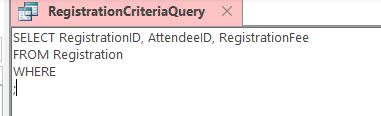 RegistrationCriteriaQuery
SELECT RegistrationID, AttendeeID, RegistrationFee
FROM Registration
WHERE
;